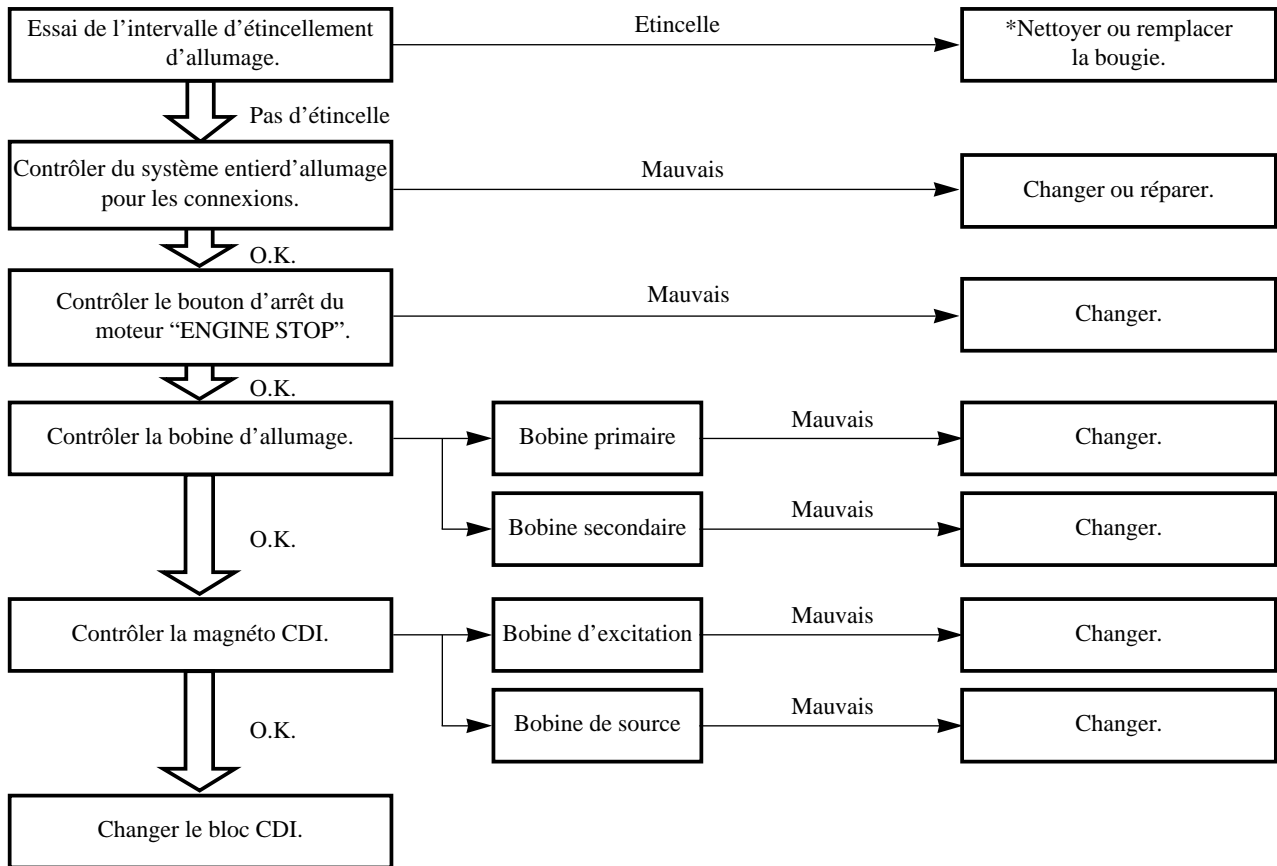 Essai de l’intervalle d’étincellement
d’allumage.
Etincelle
*Nettoyer ou remplacer
la bougie.
Pas d’étincelle
Contrôler du système entierd’allumage
pour les connexions.
Mauvais
Changer ou réparer.
O.K.
Contrôler le bouton d’arrêt du
moteur “ENGINE STOP”.
Mauvais
Changer.
O.K.
Contrôler la bobine d’allumage.
Bobine primaire
Mauvais
Changer.
Bobine secondaire
Mauvais
Changer.
O.K.
Contrôler la magnéto CDI.
Bobine d’excitation
Mauvais
Changer.
Bobine de source
Mauvais
Changer.
O.K.
Changer le bloc CDI.